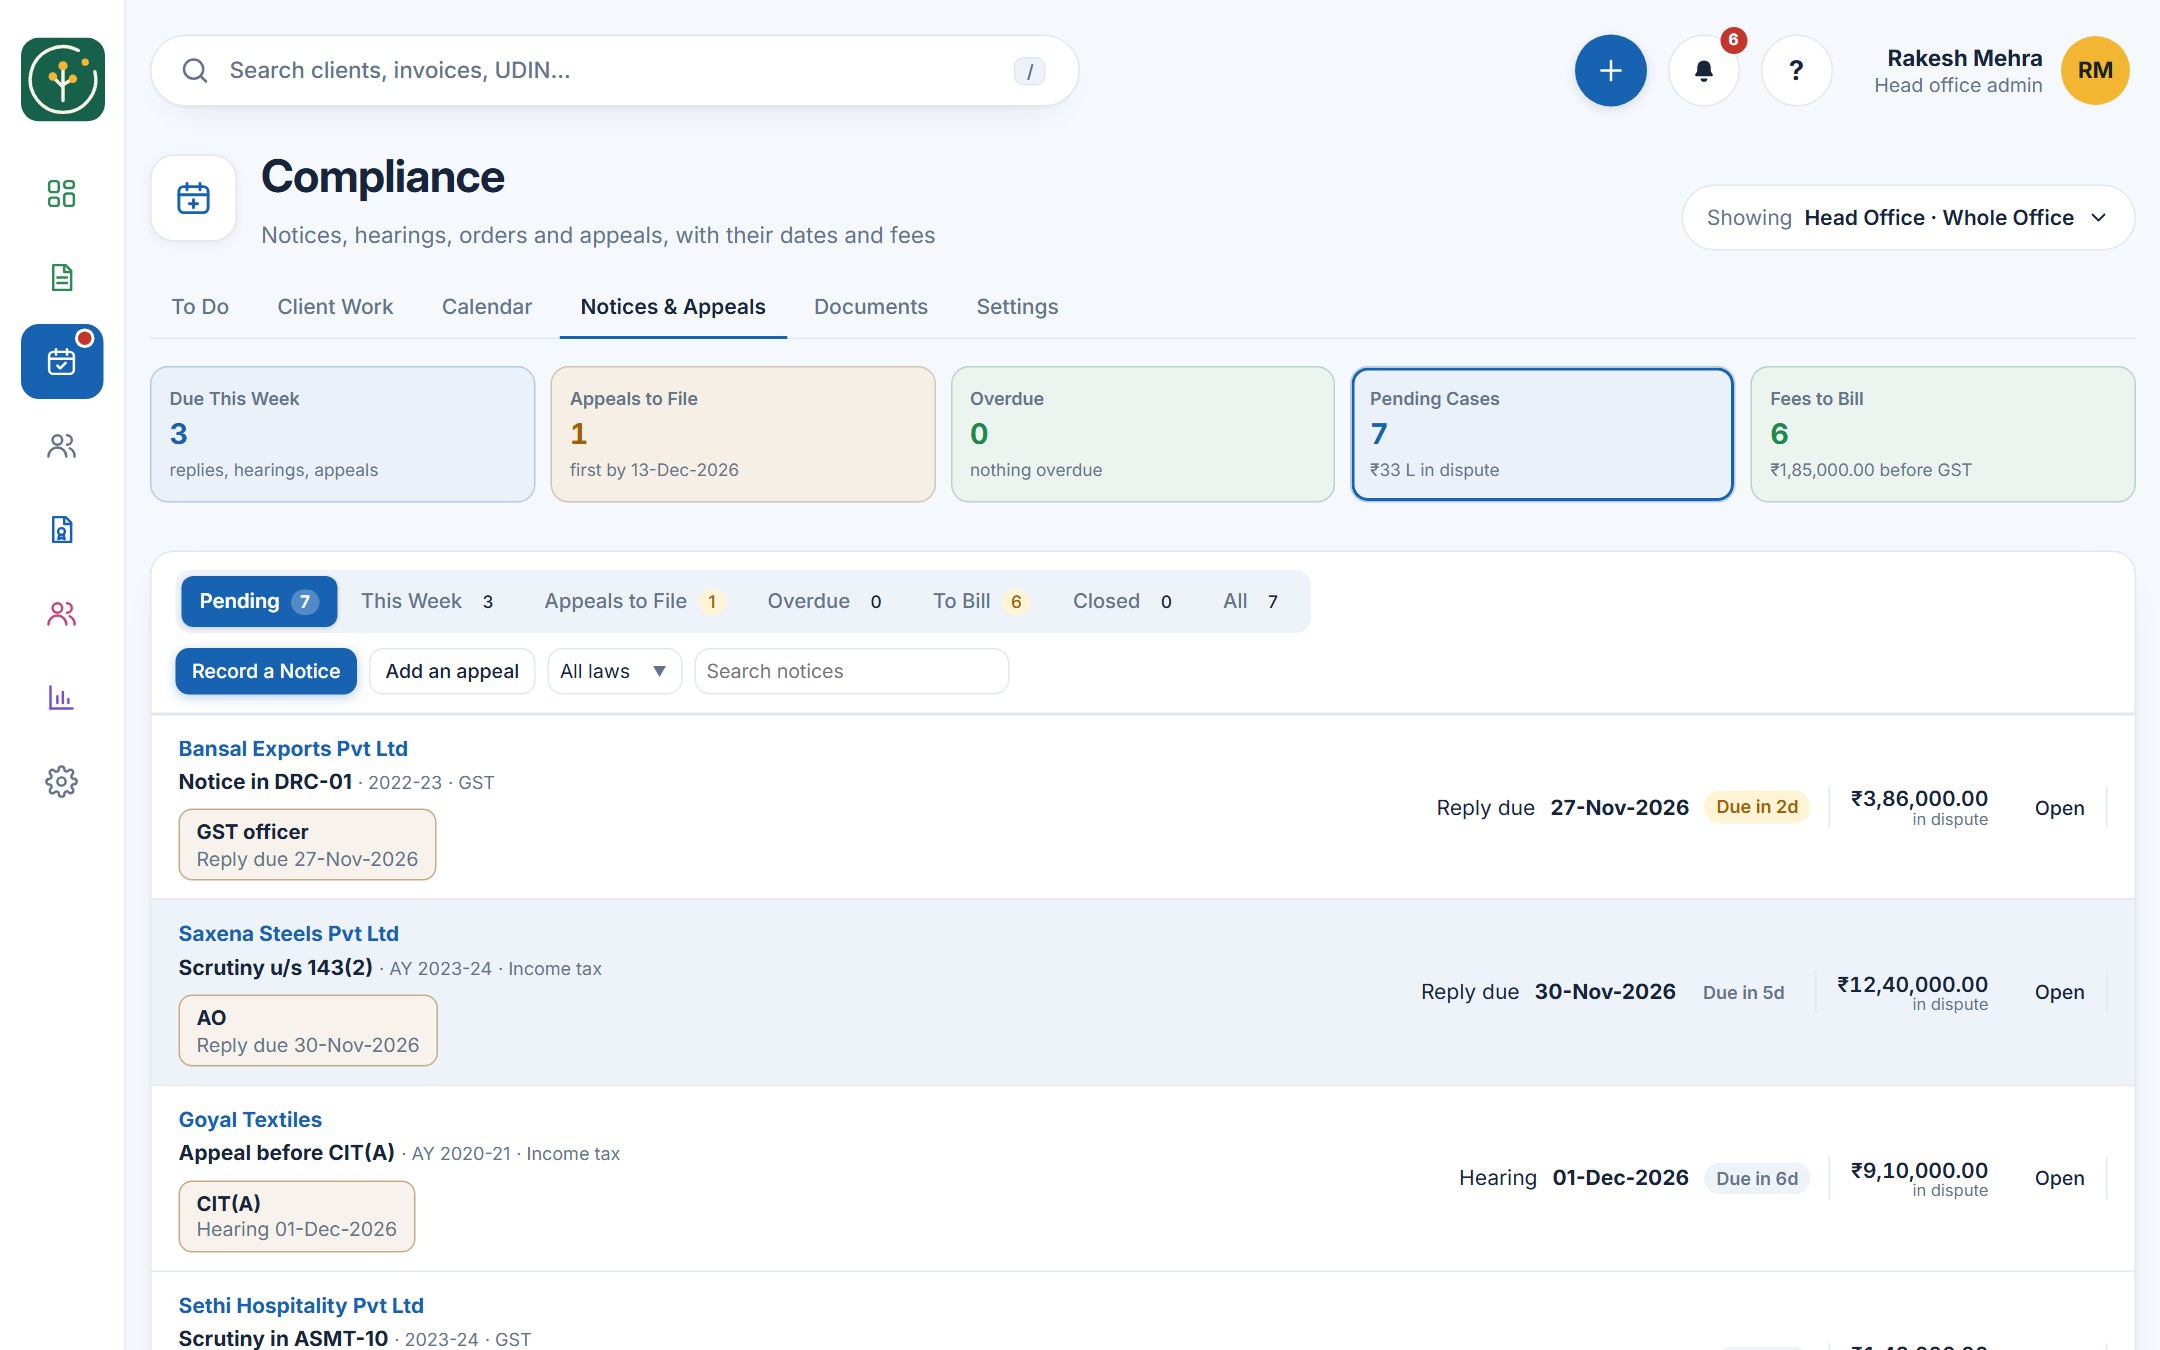 Search clients, invoices, UDIN...
/
6
?
Rakesh Mehra
Head office admin
RM
Compliance
Notices, hearings, orders and appeals, with their dates and fees
Showing Head Office · Whole Office
To Do
Client Work
Calendar
Notices & Appeals
Documents
Settings
Due This Week
3
replies, hearings, appeals
Appeals to File
1
first by 13-Dec-2026
Overdue
0
nothing overdue
Pending Cases
7
₹33 L in dispute
Fees to Bill
6
₹1,85,000.00 before GST
Pending 7
This Week 3
Appeals to File 1
Overdue 0
To Bill 6
Closed 0
All 7
Record a Notice
Add an appeal
All laws
Search notices
Bansal Exports Pvt Ltd
Notice in DRC-01 · 2022-23 · GST
GST officer
Reply due 27-Nov-2026
Reply due 27-Nov-2026 Due in 2d
₹3,86,000.00
in dispute
Open
Saxena Steels Pvt Ltd
Scrutiny u/s 143(2) · AY 2023-24 · Income tax
AO
Reply due 30-Nov-2026
Reply due 30-Nov-2026 Due in 5d
₹12,40,000.00
in dispute
Open
Goyal Textiles
Appeal before CIT(A) · AY 2020-21 · Income tax
CIT(A)
Hearing 01-Dec-2026
Hearing 01-Dec-2026 Due in 6d
₹9,10,000.00
in dispute
Open
Sethi Hospitality Pvt Ltd
Scrutiny in ASMT-10 · 2023-24 · GST